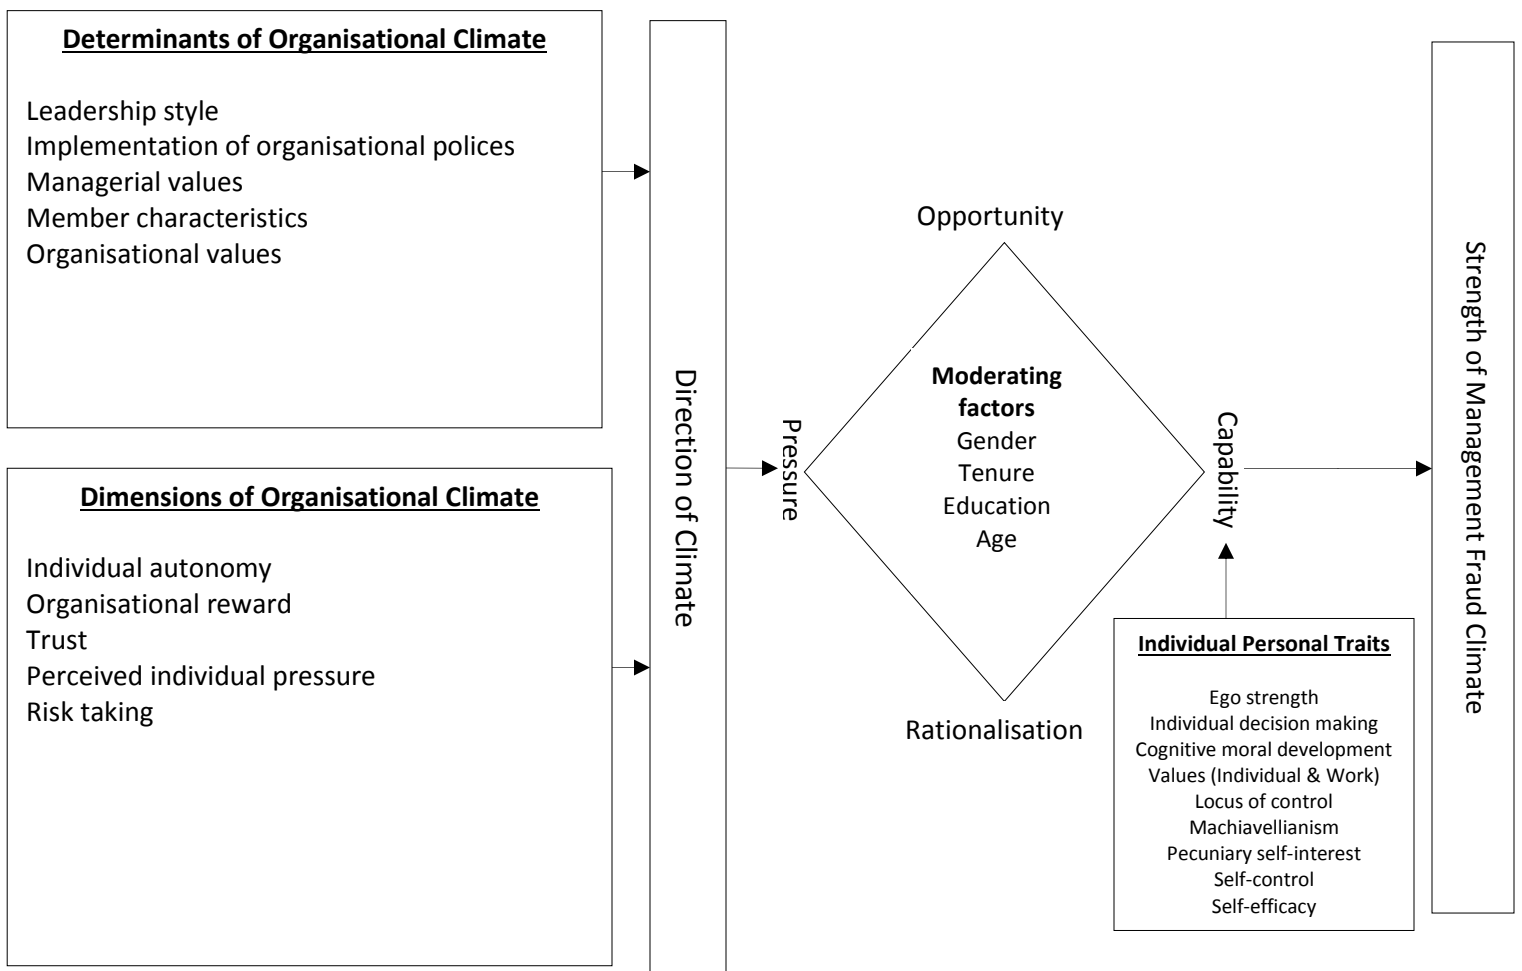 Determinants of Organisational Climate
Leadership style
Implementation of organisational polices
Managerial values
Member characteristics
Organisational values
Dimensions of Organisational Climate
Individual autonomy
Organisational reward
Trust
Perceived individual pressure
Risk taking
Direction of Climate
Pressure
Opportunity
Moderating
factors
Gender
Tenure
Education
Age
Rationalisation
Capability
Individual Personal Traits
Ego strength
Individual decision making
Cognitive moral development
Values (Individual & Work)
Locus of control
Machiavellianism
Pecuniary self-interest
Self-control
Self-efficacy
Strength of Management Fraud Climate